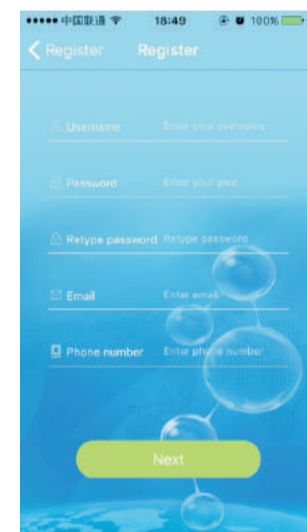 中国联通 18:49 100%
Register Register
Username Enter your username
Password Enter your pwd
Retype password Retype password
Email Enter email
Phone number Enter phone number
Next